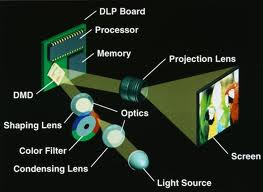 DLP Board
Processor
Memory
Projection Lens
DMD
Optics
Shaping Lens
Color Filter
Condensing Lens
Screen
Light Source